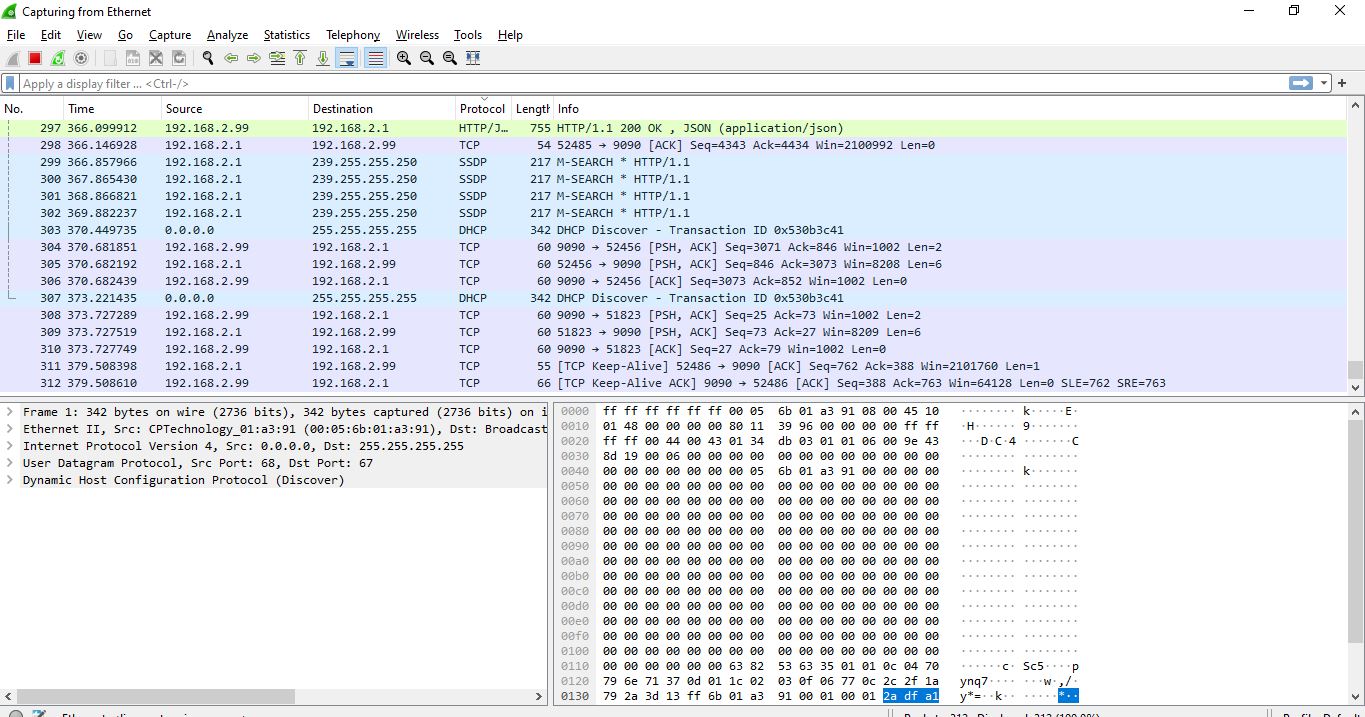 Capturing from Ethernet
File Edit View Go Capture Analyze Statistics Telephony Wireless Tools Help
Apply a display filter ... <Ctrl-/>
No. Time Source Destination Protocol Length Info
297 366.099912 192.168.2.99 192.168.2.1 HTTP/J... 755 HTTP/1.1 200 OK , JSON (application/json)
298 366.146928 192.168.2.1 192.168.2.99 TCP 54 52485 → 9090 [ACK] Seq=4343 Ack=4434 Win=2100992 Len=0
299 366.857966 192.168.2.1 239.255.255.250 SSDP 217 M-SEARCH * HTTP/1.1
300 367.865430 192.168.2.1 239.255.255.250 SSDP 217 M-SEARCH * HTTP/1.1
301 368.866821 192.168.2.1 239.255.255.250 SSDP 217 M-SEARCH * HTTP/1.1
302 369.882237 192.168.2.1 239.255.255.250 SSDP 217 M-SEARCH * HTTP/1.1
303 370.449735 0.0.0.0 255.255.255.255 DHCP 342 DHCP Discover - Transaction ID 0x530b3c41
304 370.681851 192.168.2.99 192.168.2.1 TCP 60 9090 → 52456 [PSH, ACK] Seq=3071 Ack=846 Win=1002 Len=2
305 370.682192 192.168.2.1 192.168.2.99 TCP 60 52456 → 9090 [PSH, ACK] Seq=846 Ack=3073 Win=8208 Len=6
306 370.682439 192.168.2.99 192.168.2.1 TCP 60 9090 → 52456 [ACK] Seq=3073 Ack=852 Win=1002 Len=0
307 373.221435 0.0.0.0 255.255.255.255 DHCP 342 DHCP Discover - Transaction ID 0x530b3c41
308 373.727289 192.168.2.99 192.168.2.1 TCP 60 9090 → 51823 [PSH, ACK] Seq=25 Ack=73 Win=1002 Len=2
309 373.727519 192.168.2.1 192.168.2.99 TCP 60 51823 → 9090 [PSH, ACK] Seq=73 Ack=27 Win=8209 Len=6
310 373.727749 192.168.2.99 192.168.2.1 TCP 60 9090 → 51823 [ACK] Seq=27 Ack=79 Win=1002 Len=0
311 379.508398 192.168.2.1 192.168.2.99 TCP 55 [TCP Keep-Alive] 52486 → 9090 [ACK] Seq=762 Ack=388 Win=2101760 Len=1
312 379.508610 192.168.2.99 192.168.2.1 TCP 66 [TCP Keep-Alive ACK] 9090 → 52486 [ACK] Seq=388 Ack=763 Win=64128 Len=0 SLE=762 SRE=763
Frame 1: 342 bytes on wire (2736 bits), 342 bytes captured (2736 bits) on i
Ethernet II, Src: CPTechnology_01:a3:91 (00:05:6b:01:a3:91), Dst: Broadcast
Internet Protocol Version 4, Src: 0.0.0.0, Dst: 255.255.255.255
User Datagram Protocol, Src Port: 68, Dst Port: 67
Dynamic Host Configuration Protocol (Discover)
0000 ff ff ff ff ff ff 00 05 6b 01 a3 91 08 00 45 10 ········ k·····E·
0010 01 48 00 00 00 00 80 11 39 96 00 00 00 00 ff ff ·H······ 9·······
0020 ff ff 00 44 00 43 01 34 db 03 01 01 06 00 9e 43 ···D·C·4 ·······C
0030 8d 19 00 06 00 00 00 00 00 00 00 00 00 00 00 00 ········ ········
0040 00 00 00 00 00 00 00 05 6b 01 a3 91 00 00 00 00 ········ k·······
0050 00 00 00 00 00 00 00 00 00 00 00 00 00 00 00 00 ········ ········
0060 00 00 00 00 00 00 00 00 00 00 00 00 00 00 00 00 ········ ········
0070 00 00 00 00 00 00 00 00 00 00 00 00 00 00 00 00 ········ ········
0080 00 00 00 00 00 00 00 00 00 00 00 00 00 00 00 00 ········ ········
0090 00 00 00 00 00 00 00 00 00 00 00 00 00 00 00 00 ········ ········
00a0 00 00 00 00 00 00 00 00 00 00 00 00 00 00 00 00 ········ ········
00b0 00 00 00 00 00 00 00 00 00 00 00 00 00 00 00 00 ········ ········
00c0 00 00 00 00 00 00 00 00 00 00 00 00 00 00 00 00 ········ ········
00d0 00 00 00 00 00 00 00 00 00 00 00 00 00 00 00 00 ········ ········
00e0 00 00 00 00 00 00 00 00 00 00 00 00 00 00 00 00 ········ ········
00f0 00 00 00 00 00 00 00 00 00 00 00 00 00 00 00 00 ········ ········
0100 00 00 00 00 00 00 00 00 00 00 00 00 00 00 00 00 ········ ········
0110 00 00 00 00 00 00 63 82 53 63 35 01 01 0c 04 70 ······c· Sc5····p
0120 79 6e 71 37 0d 01 1c 02 03 0f 06 77 0c 2c 2f 1a ynq7···· ···w·,/·
0130 79 2a 3d 13 ff 6b 01 a3 91 00 01 00 01 2a df a1 y*=··k·· ·····*··